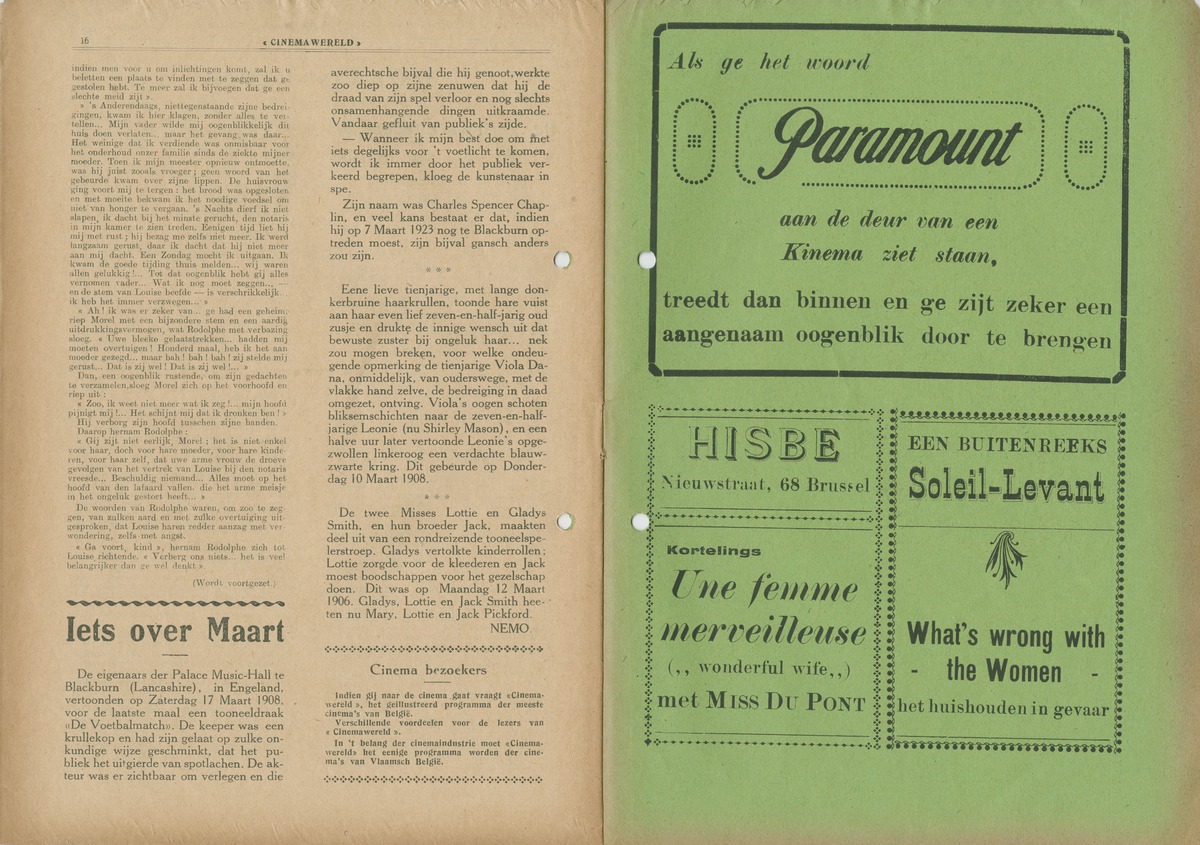 16
« CINEMAWERELD »
indien men voor u om inlichtingen komt, zal ik u
beletten een plaats te vinden met te zeggen dat ge
gestolen hebt. Te meer zal ik bijvoegen dat ge een
slechte meid zijt ».
» 's Anderendaags, niettegenstaande zijne bedrei-
gingen, kwam ik hier klagen, zonder alles te ver-
tellen... Mijn vader wilde mij oogenblikkelijk dit
huis doen verlaten... maar het gevang was daar...
Het weinige dat ik verdiende was onmisbaar voor
het onderhoud onzer familie sinds de ziekte mijner
moeder. Toen ik mijn meester opnieuw ontmoette,
was hij juist zooals vroeger; geen woord van het
gebeurde kwam over zijne lippen. De huisvrouw
ging voort mij te tergen : het brood was opgesloten
en met moeite bekwam ik het noodige voedsel om
niet van honger te vergaan. 's Nachts dierf ik niet
slapen, ik dacht bij het minste gerucht, den notaris
in mijn kamer te zien treden. Eenigen tijd liet hij
mij met rust; hij bezag me zelfs niet meer. Ik werd
langzaam gerust, daar ik dacht dat hij niet meer
aan mij dacht. Een Zondag mocht ik uitgaan. Ik
kwam de goede tijding thuis melden... wij waren
allen gelukkig!... Tot dat oogenblik hebt gij alles
vernomen vader... Wat ik nog moet zeggen... —
en de stem van Louise beefde — is verschrikkelijk..
ik heb het immer verzwegen... »
« Ah! ik was er zeker van... ge had een geheim,
riep Morel met een bijzondere stem en een aardig
uitdrukkingsvermogen, wat Rodolphe met verbazing
sloeg. « Uwe bleeke gelaatstrekken... hadden mij
moeten overtuigen! Honderd maal, heb ik het aan
moeder gezegd... maar bah! bah! bah! zij stelde mij
gerust... Dat is zij wel! Dat is zij wel!... »
Dan, een oogenblik rustende, om zijn gedachten
te verzamelen,sloeg Morel zich op het voorhoofd en
riep uit :
« Zoo, ik weet niet meer wat ik zeg!... mijn hoofd
pijnigt mij!... Het schijnt mij dat ik dronken ben! »
Hij verborg zijn hoofd tusschen zijne handen.
Daarop hernam Rodolphe :
« Gij zijt niet eerlijk, Morel ; het is niet enkel
voor haar, doch voor hare moeder, voor hare kinde-
ren, voor haar zelf, dat uwe arme vrouw de droeve
gevolgen van het vertrek van Louise bij den notaris
vreesde... Beschuldig niemand... Alles moet op het
hoofd van den lafaard vallen. die het arme meisje
in het ongeluk gestort heeft... »
De woorden van Rodolphe waren, om zoo te zeg-
gen, van zulken aard en met zulke overtuiging uit-
gesproken, dat Louise haren redder aanzag met ver-
wondering, zelfs met angst.
« Ga voort, kind », hernam Rodolphe zich tot
Louise richtende. « Verberg ons niets... het is veel
belangrijker dan ge wel denkt ».
(Wordt voortgezet.)
Iets over Maart
De eigenaars der Palace Music-Hall te
Blackburn (Lancashire), in Engeland,
vertoonden op Zaterdag 17 Maart 1908,
voor de laatste maal een tooneeldraak
«De Voetbalmatch». De keeper was een
krullekop en had zijn gelaat op zulke on-
kundige wijze geschminkt, dat het pu-
bliek het uitgierde van spotlachen. De ak-
teur was er zichtbaar om verlegen en die
averechtsche bijval die hij genoot,werkte
zoo diep op zijne zenuwen dat hij de
draad van zijn spel verloor en nog slechts
onsamenhangende dingen uitkraamde.
Vandaar gefluit van publiek's zijde.
— Wanneer ik mijn best doe om met
iets degelijks voor 't voetlicht te komen,
wordt ik immer door het publiek ver-
keerd begrepen, kloeg de kunstenaar in
spe.
Zijn naam was Charles Spencer Chap-
lin, en veel kans bestaat er dat, indien
hij op 7 Maart 1923 nog te Blackburn op-
treden moest, zijn bijval gansch anders
zou zijn.
* * *
Eene lieve tienjarige, met lange don-
kerbruine haarkrullen, toonde hare vuist
aan haar even lief zeven-en-half-jarig oud
zusje en drukte de innige wensch uit dat
bewuste zuster bij ongeluk haar... nek
zou mogen breken, voor welke ondeu-
gende opmerking de tienjarige Viola Da-
na, onmiddelijk, van ouderswege, met de
vlakke hand zelve, de bedreiging in daad
omgezet, ontving. Viola's oogen schoten
bliksemschichten naar de zeven-en-half-
jarige Leonie (nu Shirley Mason), en een
halve uur later vertoonde Leonie's opge-
zwollen linkeroog een verdachte blauw-
zwarte kring. Dit gebeurde op Donder-
dag 10 Maart 1908.
* * *
De twee Misses Lottie en Gladys
Smith, en hun broeder Jack, maakten
deel uit van een rondreizende tooneelspe-
lerstroep. Gladys vertolkte kinderrollen;
Lottie zorgde voor de kleederen en Jack
moest boodschappen voor het gezelschap
doen. Dit was op Maandag 12 Maart
1906. Gladys, Lottie en Jack Smith hee-
ten nu Mary, Lottie en Jack Pickford.
NEMO.
Cinema bezoekers
Indien gij naar de cinema gaat vraagt «Cinema-
wereld », het geïllustreerd programma der meeste
cinema's van België.
Verschillende voordeelen voor de lezers van
« Cinemawereld ».
In 't belang der cinemaindustrie moet «Cinema-
wereld» het eenige programma worden der cine-
ma's van Vlaamsch België.
Als ge het woord
Paramount
aan de deur van een
Kinema ziet staan,
treedt dan binnen en ge zijt zeker een
aangenaam oogenblik door te brengen
HISBE
Nieuwstraat, 68 Brussel
Kortelings
Une femme
merveilleuse
(,, wonderful wife,,)
met MISS DU PONT
EEN BUITENREEKS
Soleil-Levant
What's wrong with
- the Women -
het huishouden in gevaar